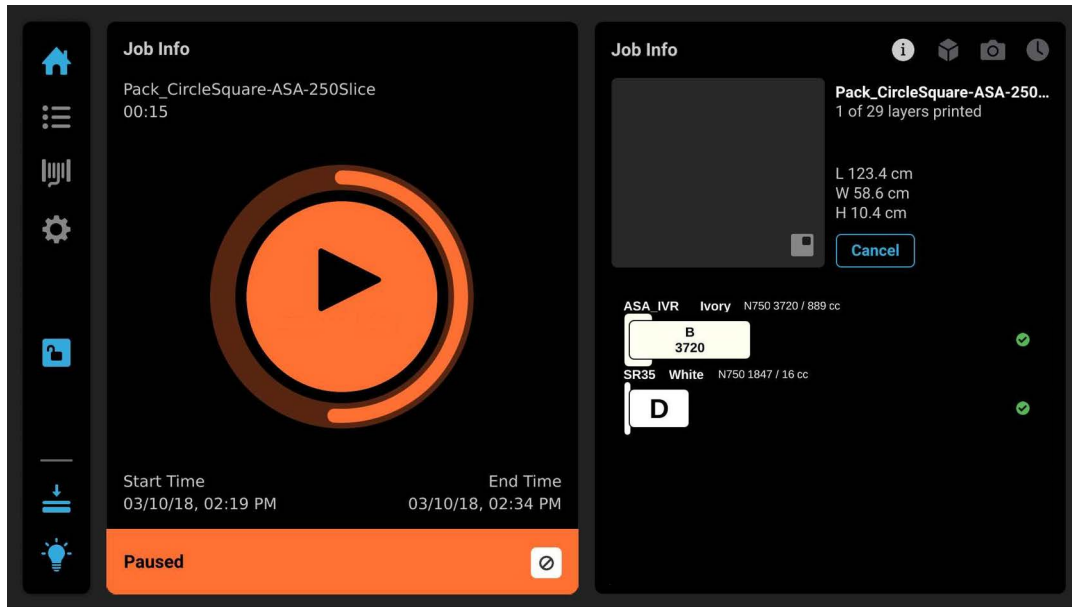 Job Info
Pack_CircleSquare-ASA-250Slice
00:15
Start Time
03/10/18, 02:19 PM
End Time
03/10/18, 02:34 PM
Paused
Job Info
i
Pack_CircleSquare-ASA-250...
1 of 29 layers printed
L 123.4 cm
W 58.6 cm
H 10.4 cm
Cancel
ASA_IVR Ivory N750 3720 / 889 cc
B
3720
SR35 White N750 1847 / 16 cc
D